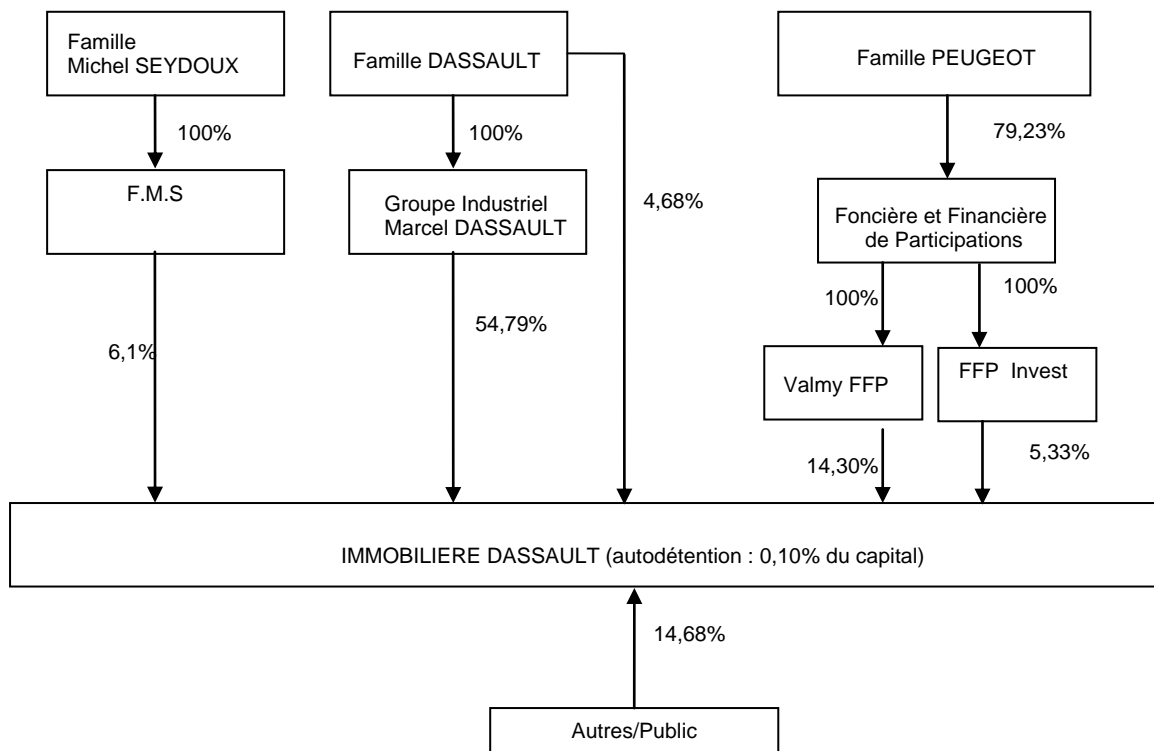 Famille
Michel SEYDOUX
Famille DASSAULT
Famille PEUGEOT
100%
100%
79,23%
F.M.S
Groupe Industriel
Marcel DASSAULT
4,68%
Foncière et Financière
de Participations
100%
100%
6,1%
54,79%
Valmy FFP
FFP Invest
14,30%
5,33%
IMMOBILIERE DASSAULT (autodétention : 0,10% du capital)
14,68%
Autres/Public